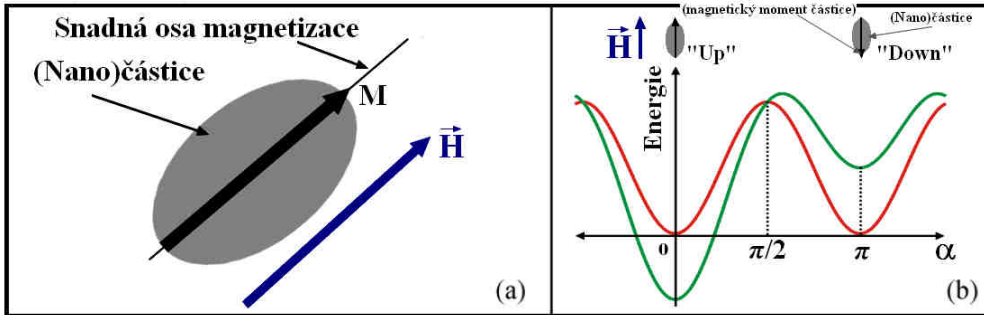 Snadná osa magnetizace
(Nano)částice
M
H
(a)
(magnetický moment částice)
(Nano)částice
H
"Up"
"Down"
Energie
0
π/2
π
α
(b)